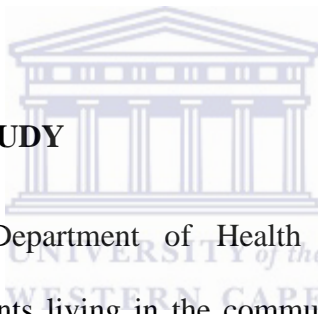 UDY
Department of Health
UNIVERSITY of the
nts living in the commu
WESTERN CAPE